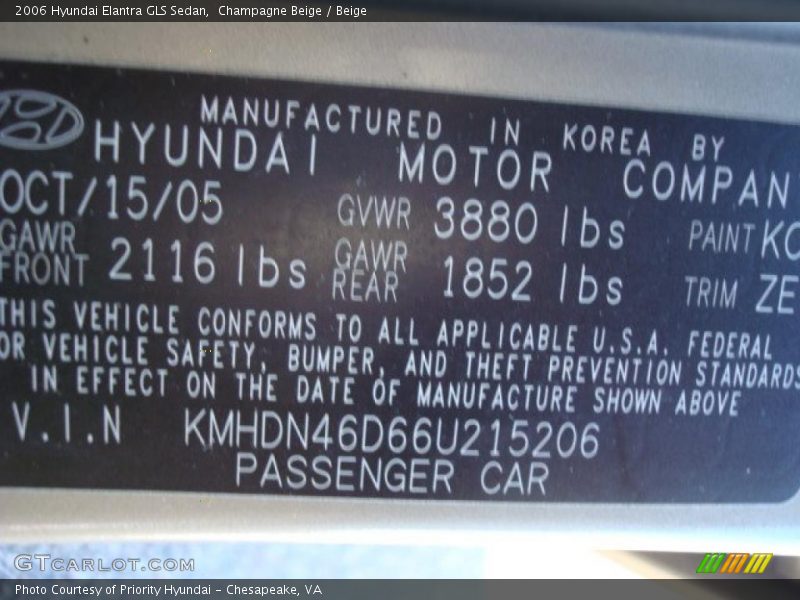 2006 Hyundai Elantra GLS Sedan,  Champagne Beige / Beige
MANUFACTURED IN KOREA BY
HYUNDAI MOTOR COMPAN
OCT/15/05 GVWR 3880 lbs PAINT KC
GAWR FRONT 2116 lbs GAWR REAR 1852 lbs TRIM ZE
THIS VEHICLE CONFORMS TO ALL APPLICABLE U.S.A. FEDERAL
OR VEHICLE SAFETY, BUMPER, AND THEFT PREVENTION STANDARDS
IN EFFECT ON THE DATE OF MANUFACTURE SHOWN ABOVE
V.I.N KMHDN46D66U215206
PASSENGER CAR
GTCARLOT.COM
Photo Courtesy of Priority Hyundai - Chesapeake, VA